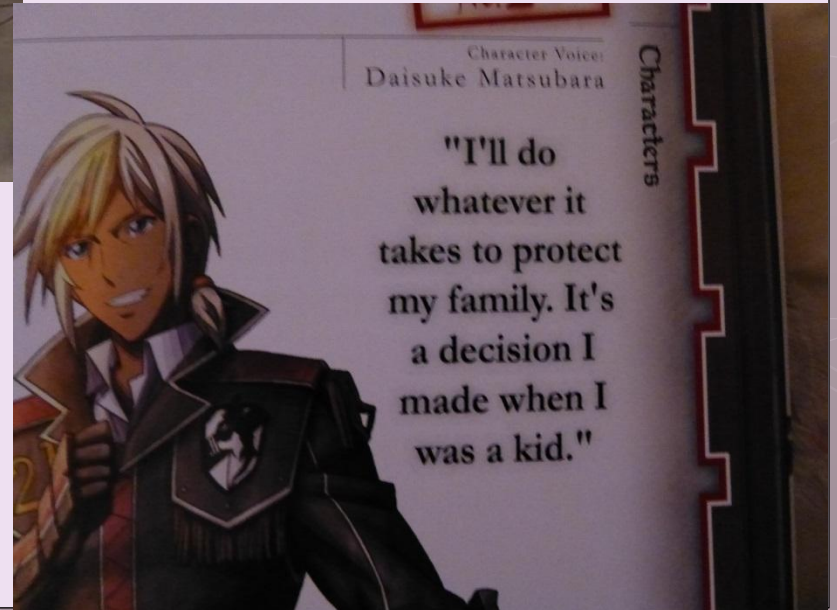 Character Voice:
Daisuke Matsubara
Characters
"I'll do
whatever it
takes to protect
my family. It's
a decision I
made when I
was a kid."
2